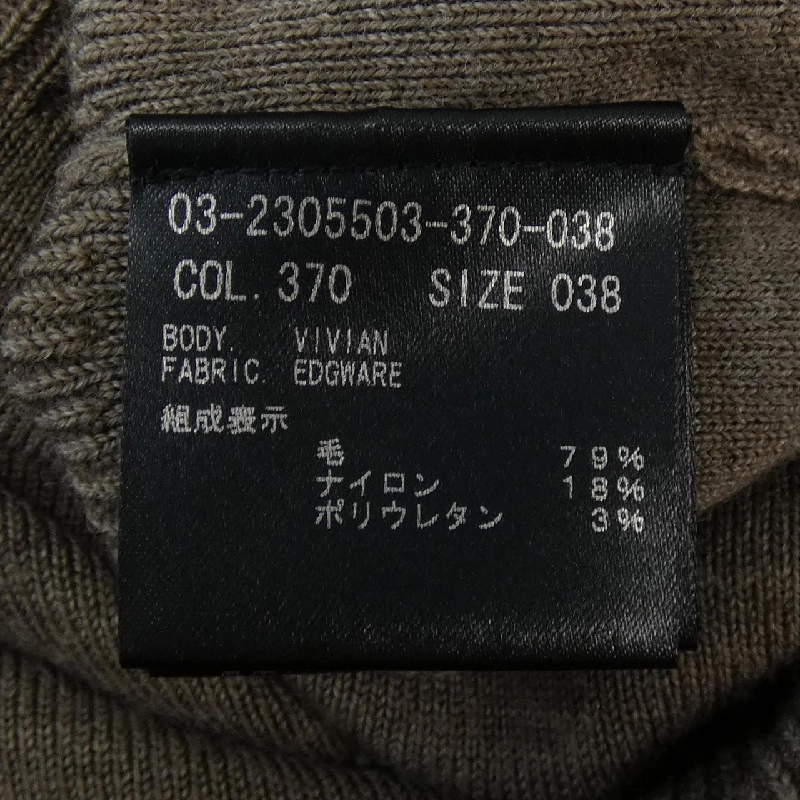 03-2305503-370-038
COL. 370 SIZE 038
BODY. VIVIAN
FABRIC EDGWARE
組成表示
毛 79%
ナイロン 18%
ポリウレタン 3%